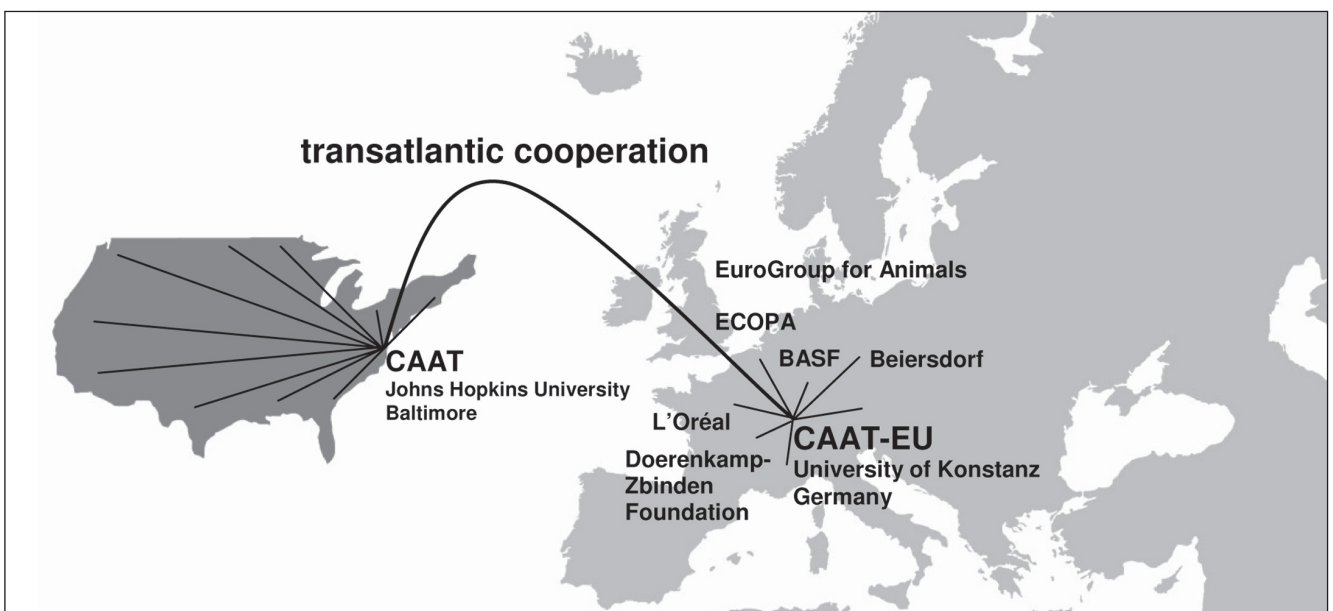 transatlantic cooperation
EuroGroup for Animals
ECOPA
BASF
Beiersdorf
CAAT
Johns Hopkins University
Baltimore
L'Oréal
CAAT-EU
University of Konstanz
Germany
Doerenkamp-
Zbinden
Foundation